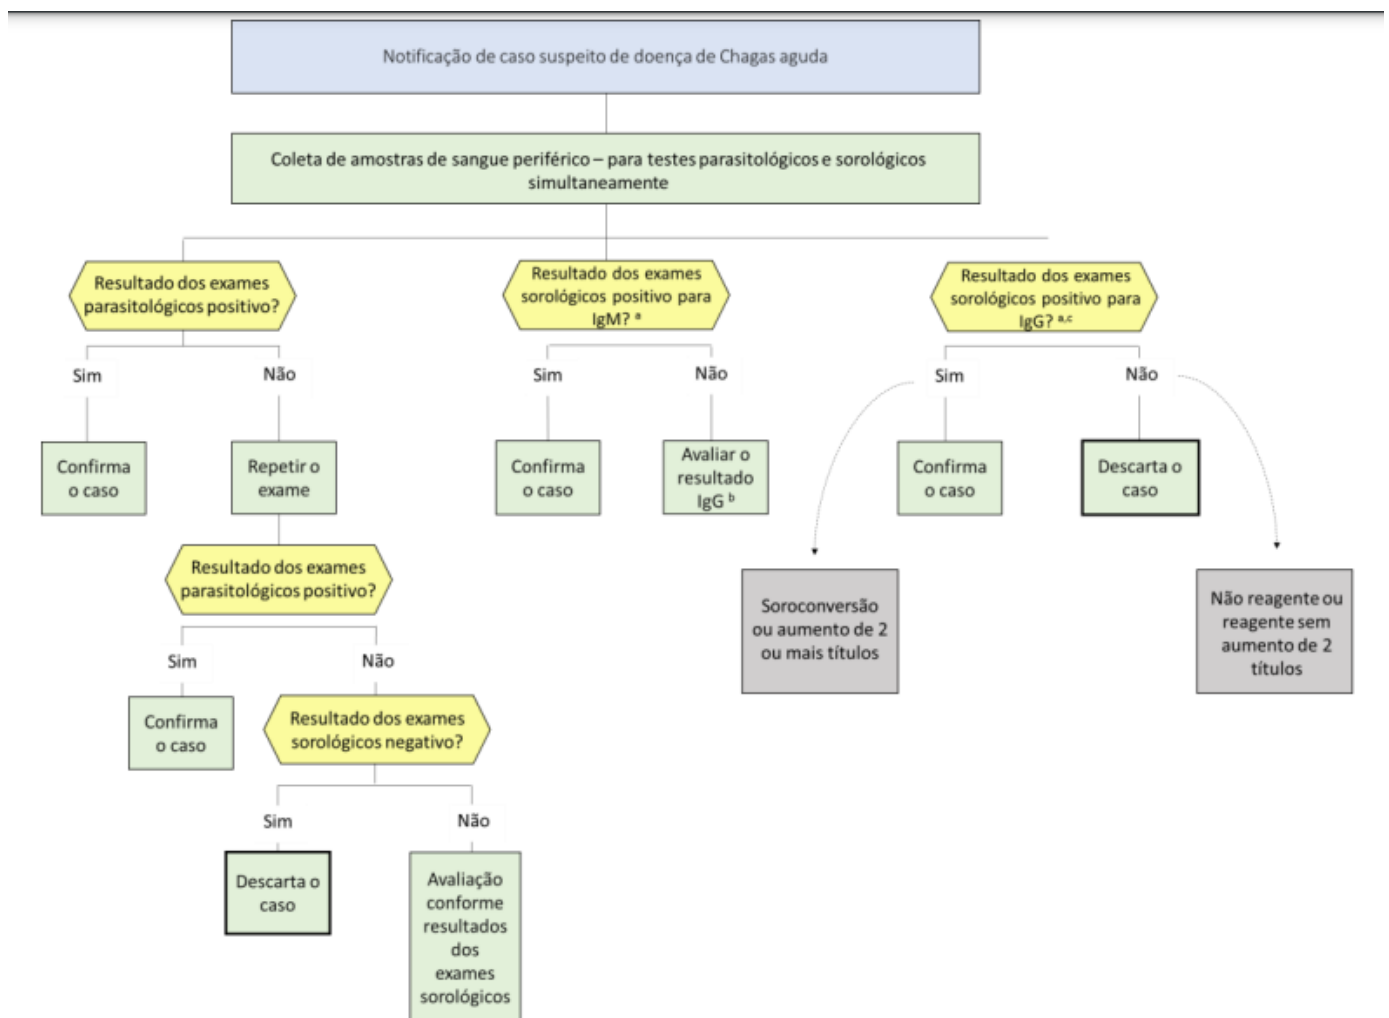 Notificação de caso suspeito de doença de Chagas aguda
Coleta de amostras de sangue periférico – para testes parasitológicos e sorológicos
simultaneamente
Resultado dos exames
parasitológicos positivo?
Resultado dos exames
sorológicos positivo para
IgM? a
Resultado dos exames
sorológicos positivo para
IgG? a,c
Sim
Não
Sim
Não
Sim
Não
Confirma
o caso
Repetir o
exame
Confirma
o caso
Avaliar o
resultado
IgG b
Confirma
o caso
Descarta o
caso
Resultado dos exames
parasitológicos positivo?
Soroconversão
ou aumento de 2
ou mais títulos
Não reagente ou
reagente sem
aumento de 2
títulos
Sim
Não
Confirma
o caso
Resultado dos exames
sorológicos negativo?
Sim
Não
Descarta o
caso
Avaliação
conforme
resultados
dos
exames
sorológicos